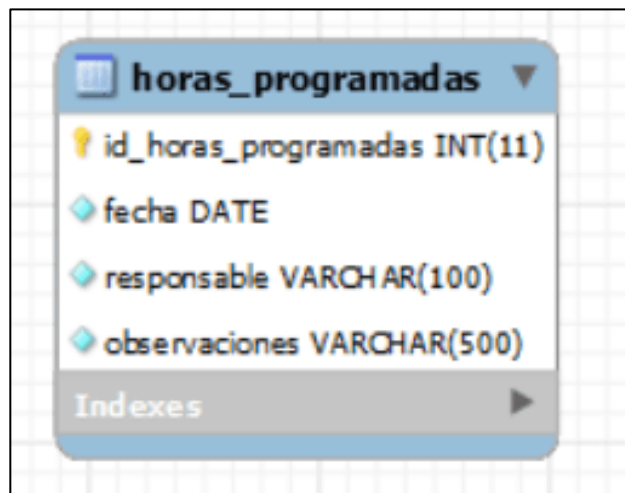 horas_programadas
id_horas_programadas INT(11)
fecha DATE
responsable VARCHAR(100)
observaciones VARCHAR(500)
Indexes